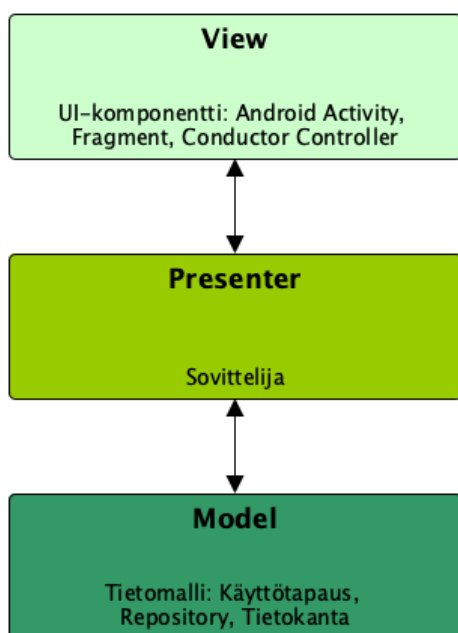 View
UI-komponentti: Android Activity,
Fragment, Conductor Controller
Presenter
Sovittelija
Model
Tietomalli: Käyttötapaus,
Repository, Tietokanta